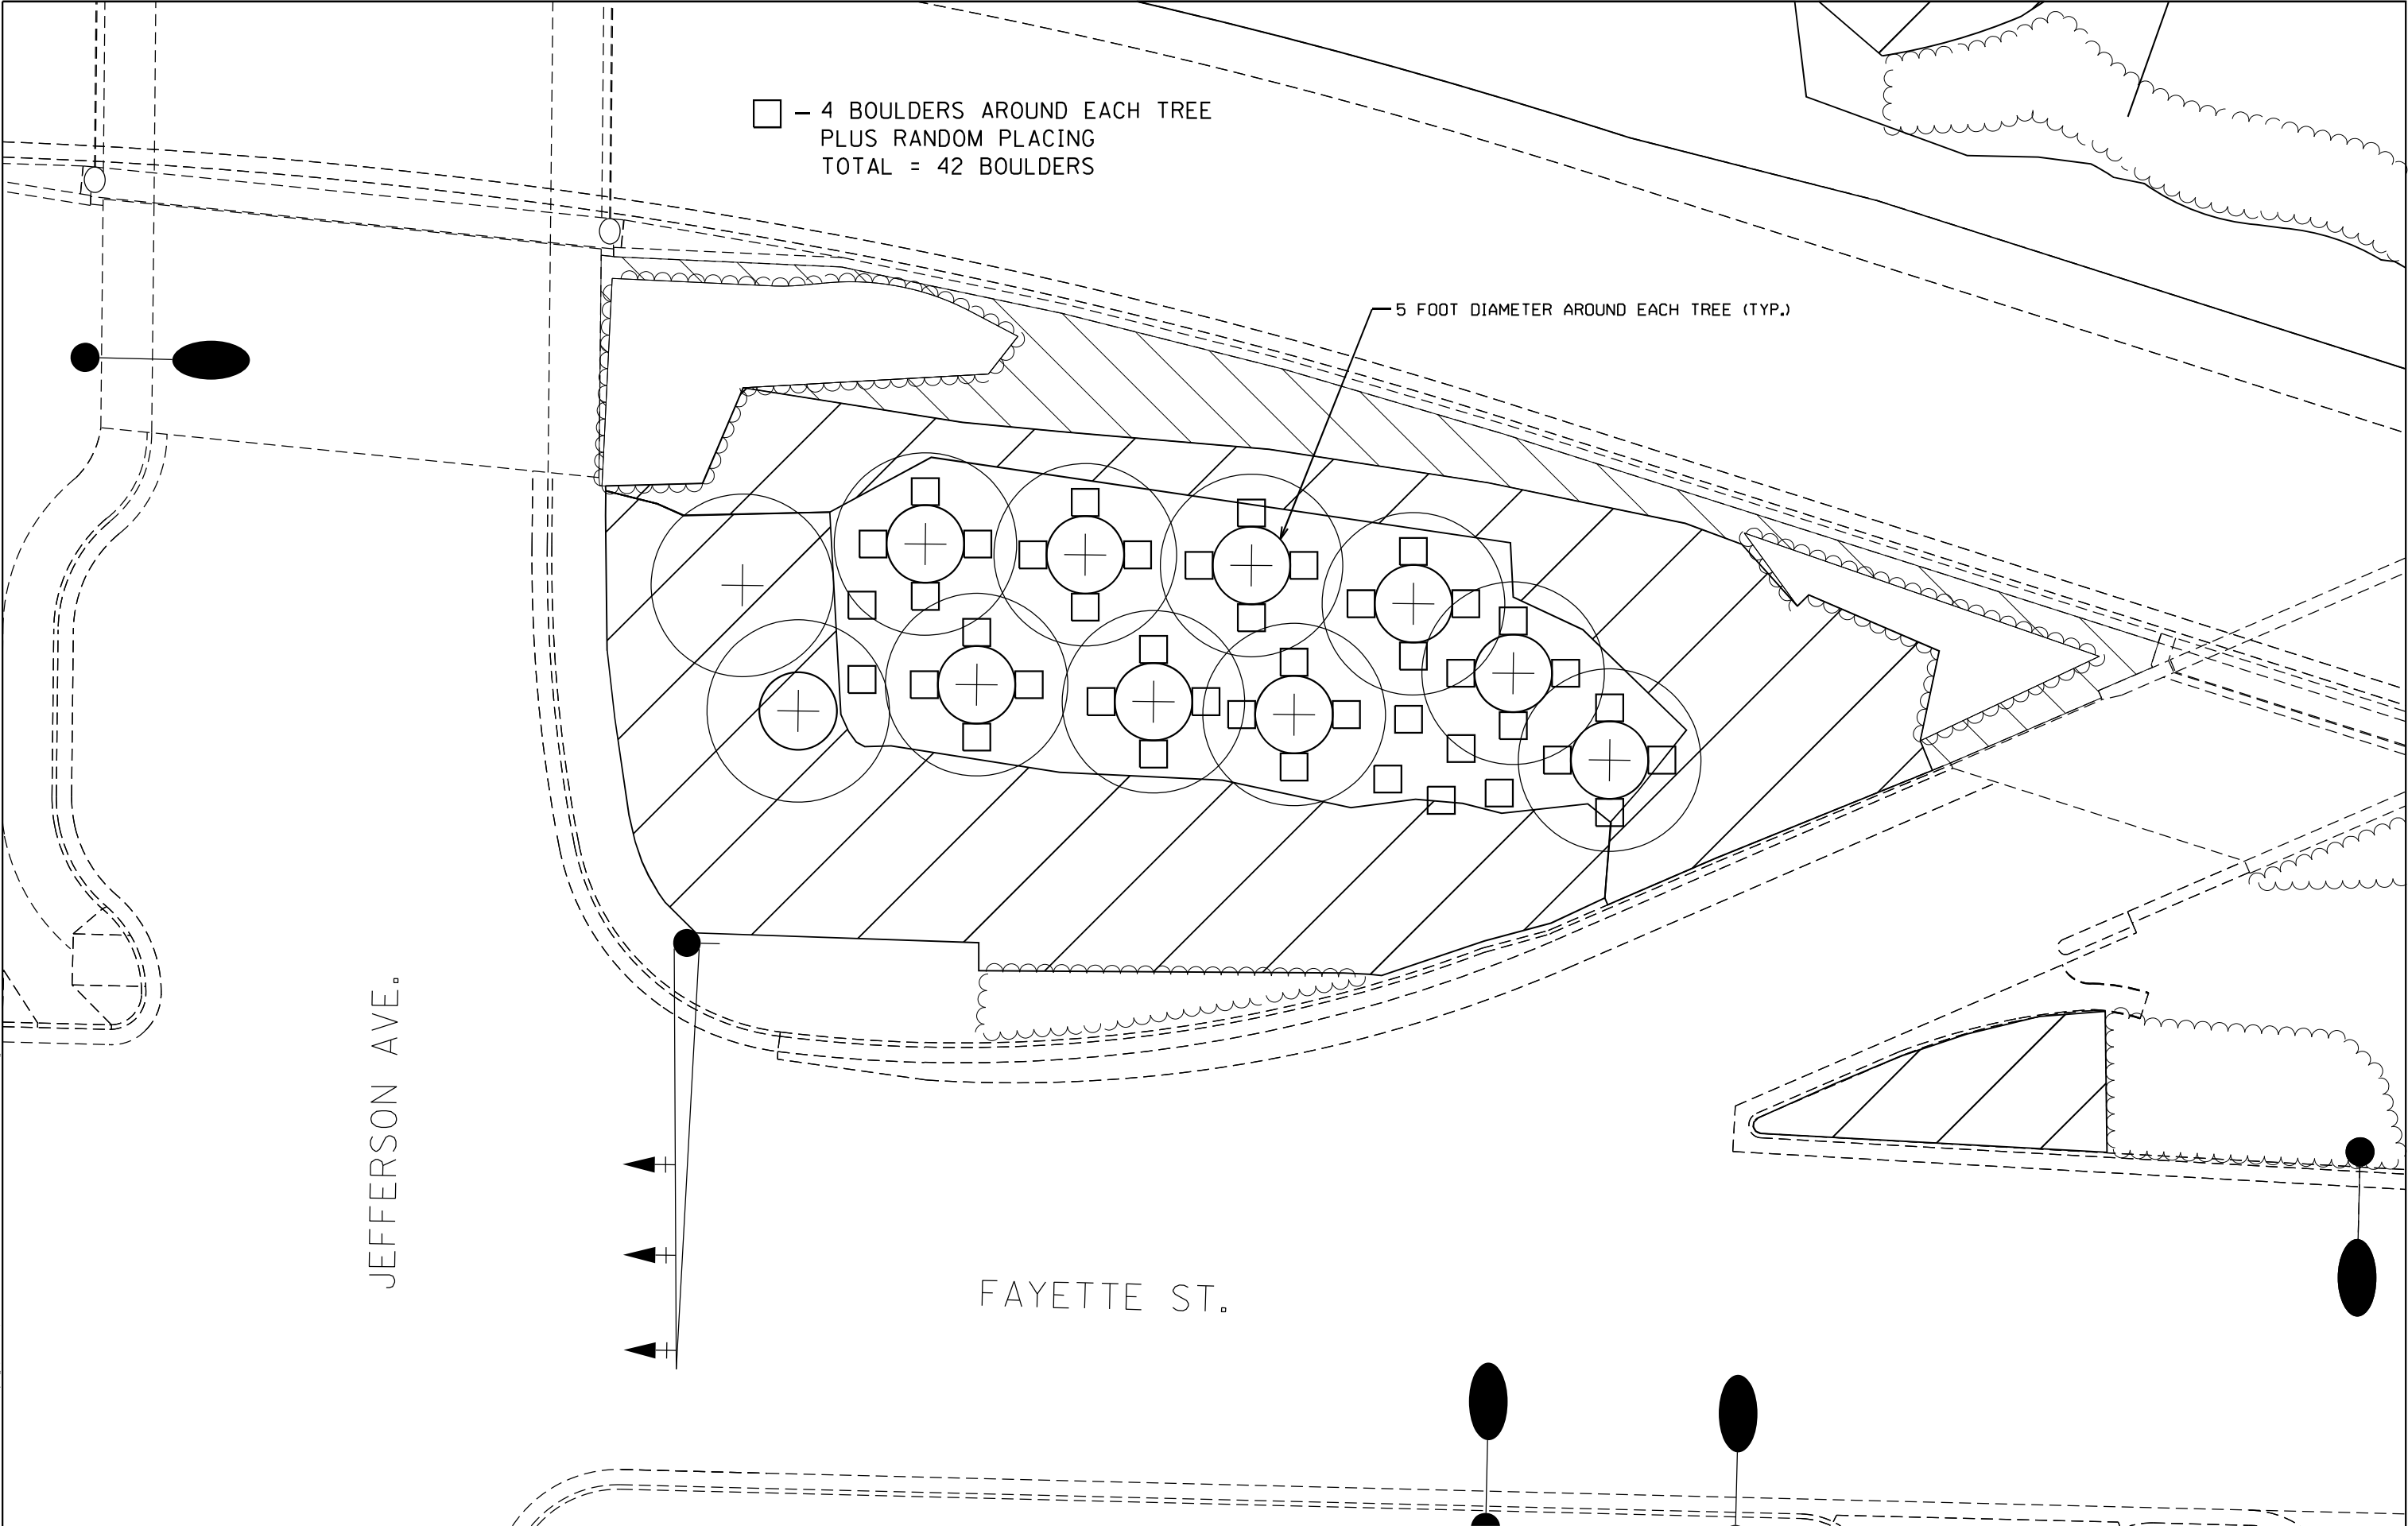 — 4 BOULDERS AROUND EACH TREE
PLUS RANDOM PLACING
TOTAL = 42 BOULDERS
5 FOOT DIAMETER AROUND EACH TREE (TYP.)
JEFFERSON AVE.
FAYETTE ST.